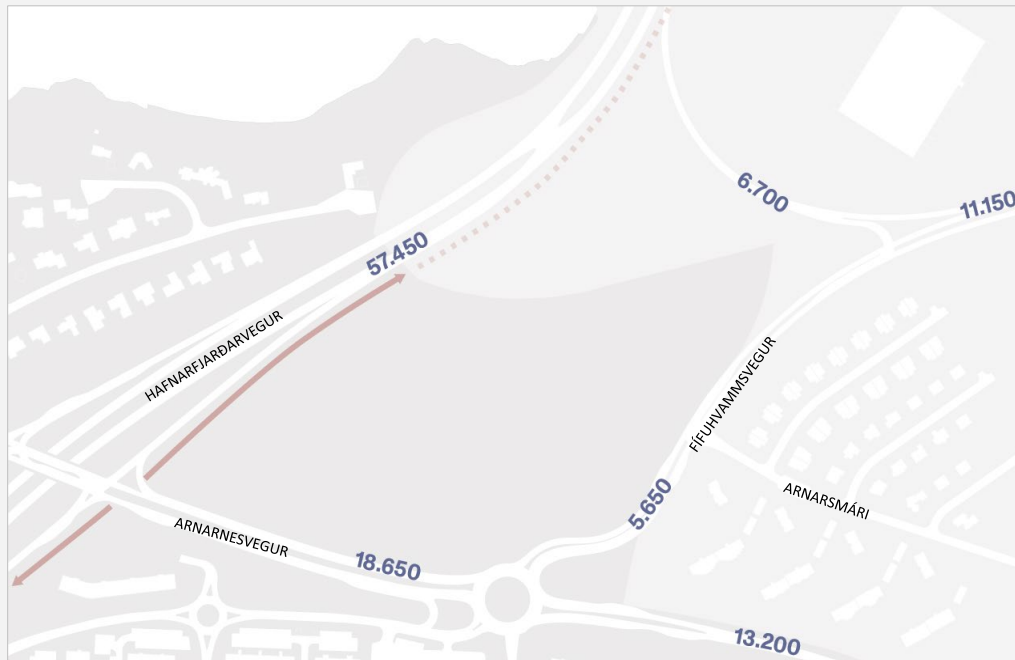 6.700
11.150
57.450
HAFNARFJARÐARVEGUR
FÍFUHVAMMSVEGUR
ARNARSMÁRI
5.650
ARNARNESVEGUR
18.650
13.200